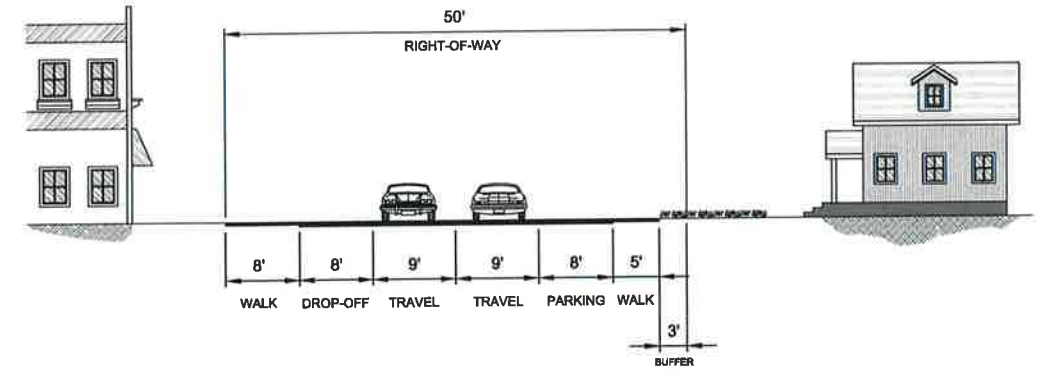 50'
RIGHT-OF-WAY
8' 8' 9' 9' 8' 5'
WALK DROP-OFF TRAVEL TRAVEL PARKING WALK
3'
BUFFER